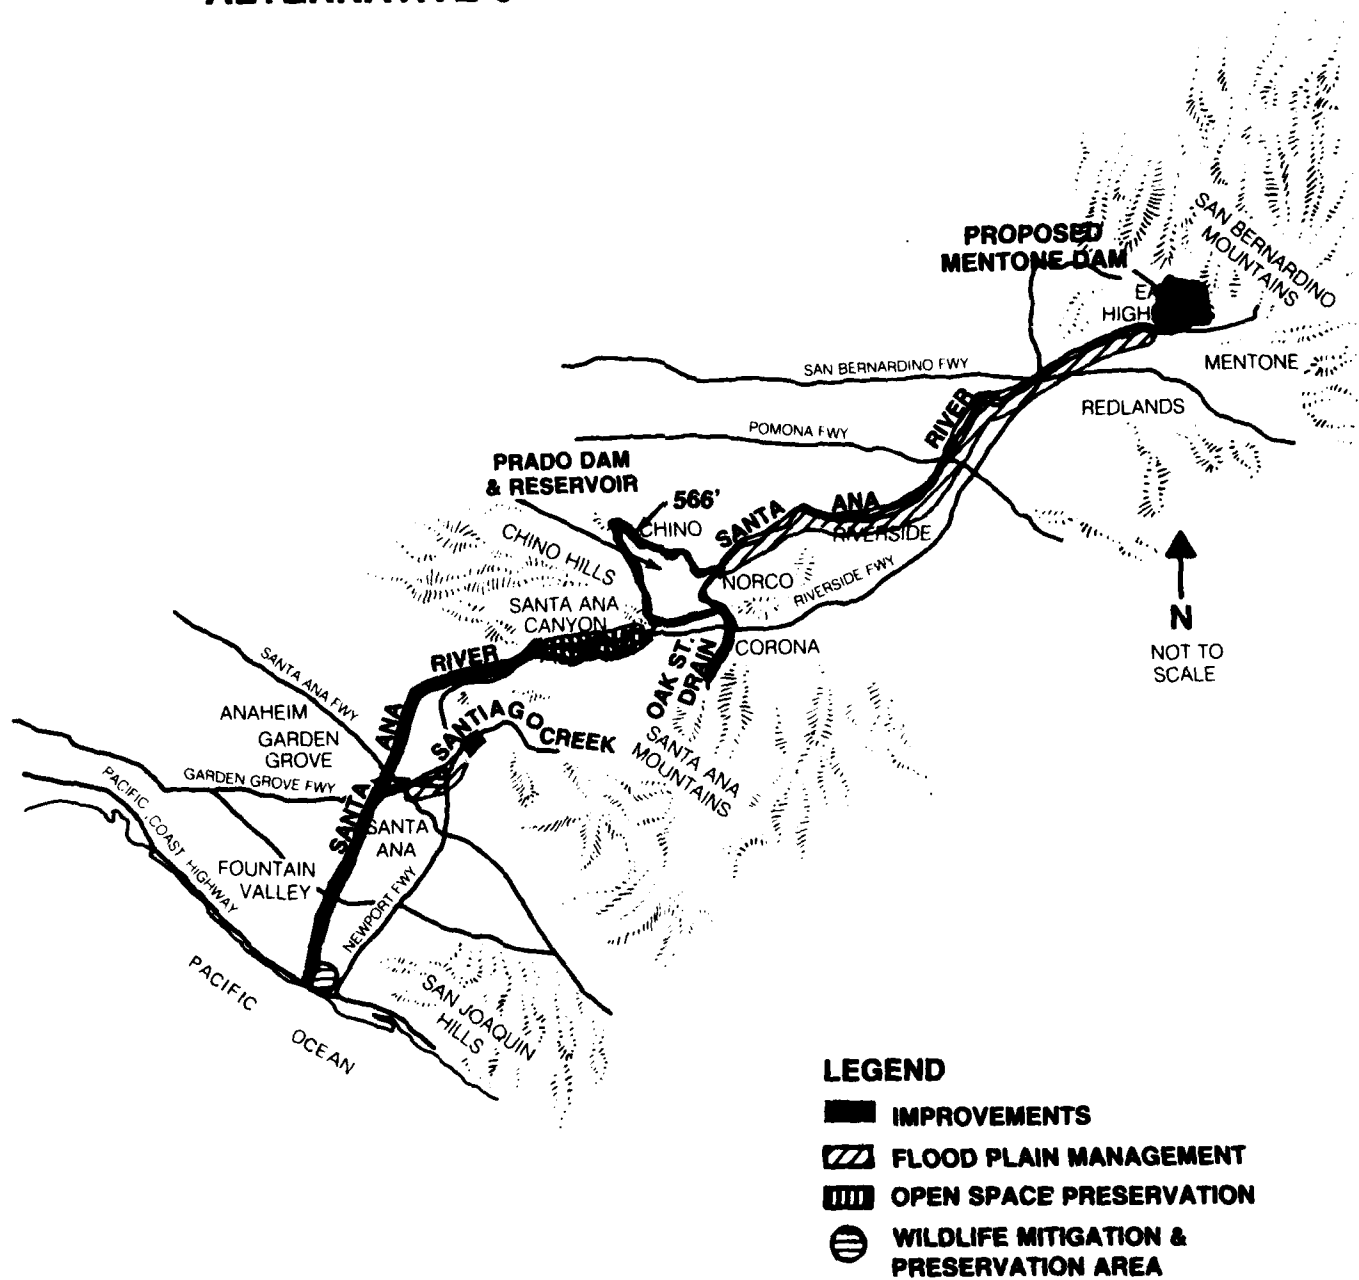 SAN BERNARDINO
MOUNTAINS
PROPOSED
MENTONE DAM
HIGH
MENTONE
SAN BERNARDINO FWY
REDLANDS
RIVER
POMONA FWY
PRADO DAM
& RESERVOIR
566'
CHINO
SANTA
ANA
RIVERSIDE
CHINO HILLS
NORCO
RIVERSIDE FWY
SANTA ANA
CANYON
N
NOT TO
SCALE
CORONA
OAK ST.
DRAIN
RIVER
SANTA ANA FWY
ANAHEIM
GARDEN
GROVE
ANA
SANTIAGO
CREEK
SANTA ANA
MOUNTAINS
GARDEN GROVE FWY
PACIFIC COAST HIGHWAY
SANTA
SANTA
ANA
FOUNTAIN
VALLEY
NEWPORT FWY
PACIFIC
OCEAN
SAN JOAQUIN
HILLS
LEGEND
IMPROVEMENTS
FLOOD PLAIN MANAGEMENT
OPEN SPACE PRESERVATION
WILDLIFE MITIGATION &
PRESERVATION AREA